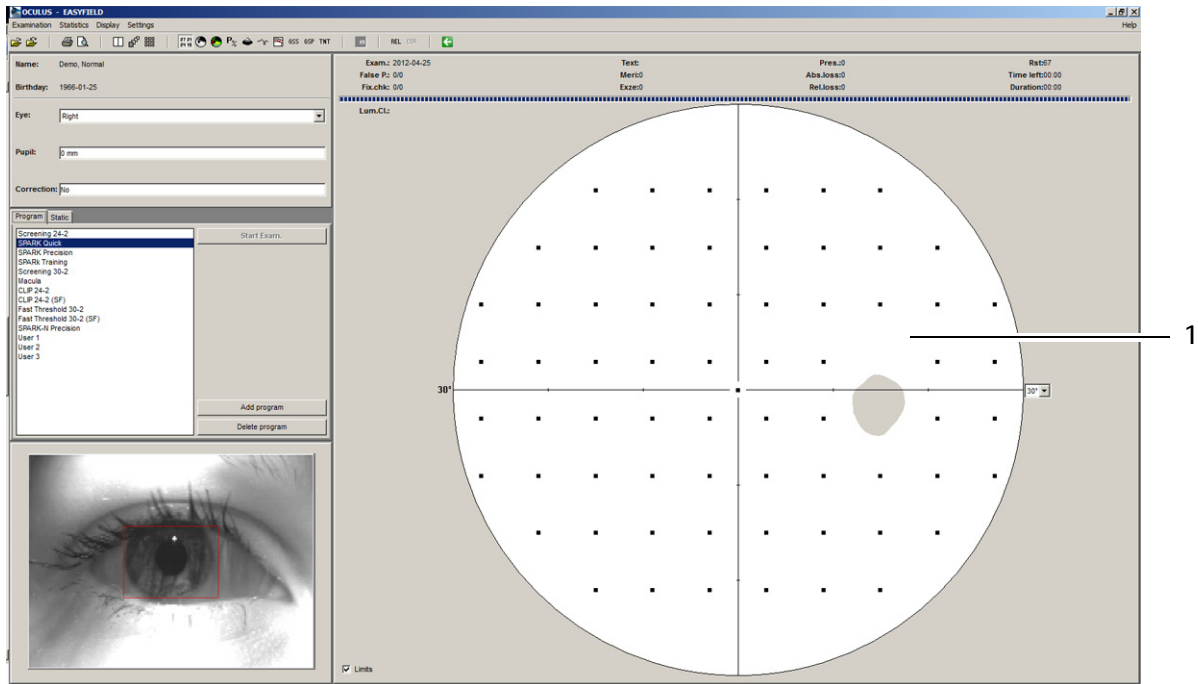 OCULUS - EASYFIELD
Examination Statistics Display Settings Help
P% GSS GSP TNT REL
Name: Demo, Normal
Birthday: 1966-01-25
Eye: Right
Pupil: 0 mm
Correction: No
Program Static
Screening 24-2
SPARK Quick
SPARK Precision
SPARk Training
Screening 30-2
Macula
CLIP 24-2
CLIP 24-2 (SF)
Fast Threshold 30-2
Fast Threshold 30-2 (SF)
SPARK-N Precision
User 1
User 2
User 3
Start Exam.
Add program
Delete program
Exam.: 2012-04-25 Text: Pres.:0 Rst:67
False P.: 0/0 Meri:0 Abs.loss:0 Time left:00:00
Fix.chk: 0/0 Exze:0 Rel.loss:0 Duration:00:00
Lum.Cl.:
1
30°
30°
Limits